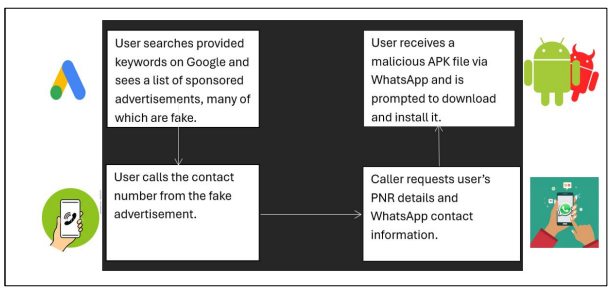 User searches provided
keywords on Google and
sees a list of sponsored
advertisements, many of
which are fake.
User calls the contact
number from the fake
advertisement.
Caller requests user's
PNR details and
WhatsApp contact
information.
User receives a
malicious APK file via
WhatsApp and is
prompted to download
and install it.